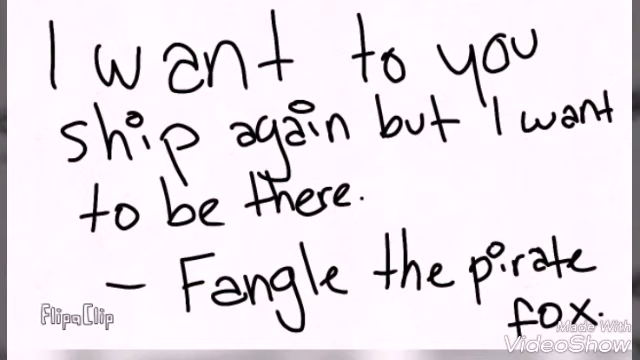 I want to you
ship again but I want
to be there.
- Fangle the pirate
fox.
FlipaClip
Made With
VideoShow